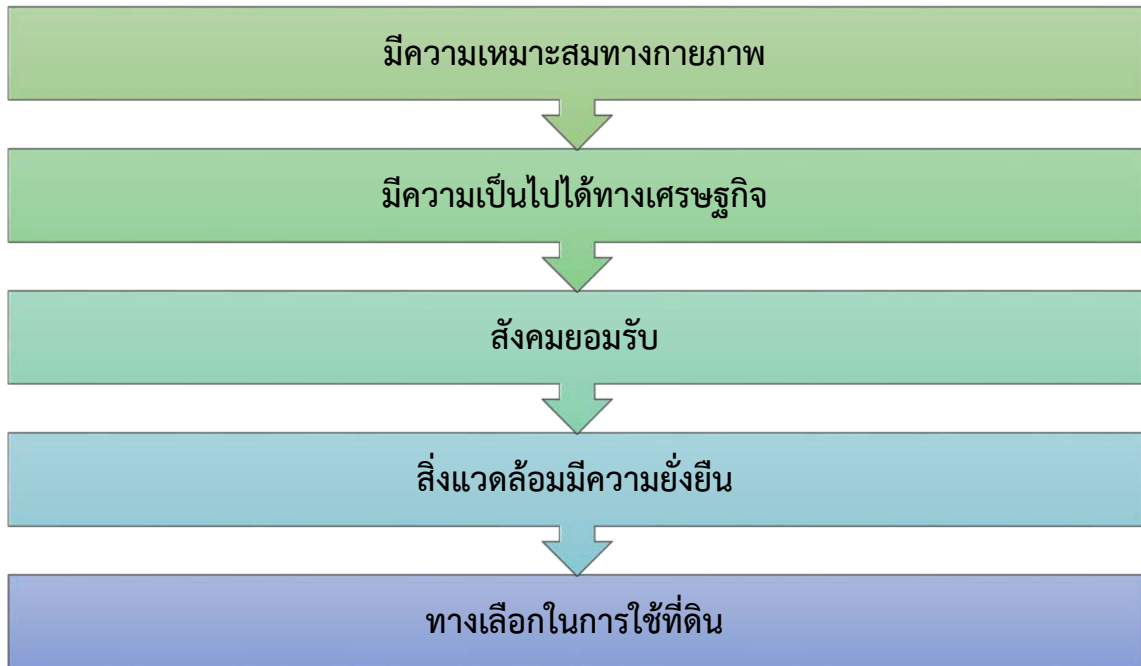 มีความเหมาะสมทางกายภาพ
มีความเป็นไปได้ทางเศรษฐกิจ
สังคมยอมรับ
สิ่งแวดล้อมมีความยั่งยืน
ทางเลือกในการใช้ที่ดิน